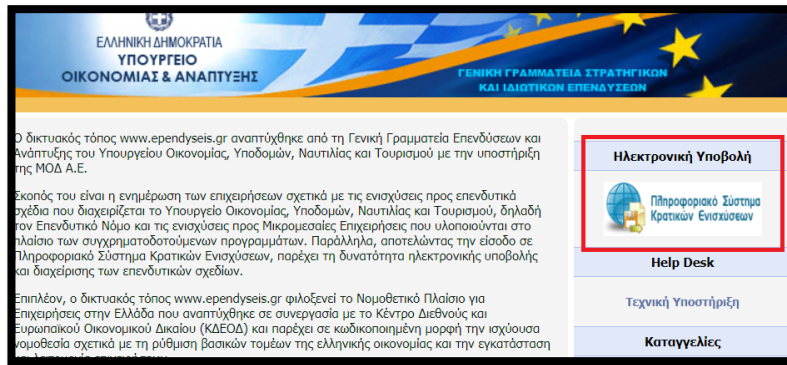 ΕΛΛΗΝΙΚΗ ΔΗΜΟΚΡΑΤΙΑ
ΥΠΟΥΡΓΕΙΟ
ΟΙΚΟΝΟΜΙΑΣ & ΑΝΑΠΤΥΞΗΣ
ΓΕΝΙΚΗ ΓΡΑΜΜΑΤΕΙΑ ΣΤΡΑΤΗΓΙΚΩΝ
ΚΑΙ ΙΔΙΩΤΙΚΩΝ ΕΠΕΝΔΥΣΕΩΝ
Ο δικτυακός τόπος www.ependyseis.gr αναπτύχθηκε από τη Γενική Γραμματεία Επενδύσεων και
Ανάπτυξης του Υπουργείου Οικονομίας, Υποδομών, Ναυτιλίας και Τουρισμού με την υποστήριξη
της ΜΟΔ Α.Ε.
Σκοπός του είναι η ενημέρωση των επιχειρήσεων σχετικά με τις ενισχύσεις προς επενδυτικά
σχέδια που διαχειρίζεται το Υπουργείο Οικονομίας, Υποδομών, Ναυτιλίας και Τουρισμού, δηλαδή
τον Επενδυτικό Νόμο και τις ενισχύσεις προς Μικρομεσαίες Επιχειρήσεις που υλοποιούνται στο
πλαίσιο των συγχρηματοδοτούμενων προγραμμάτων. Παράλληλα, αποτελώντας την είσοδο σε
Πληροφοριακό Σύστημα Κρατικών Ενισχύσεων, παρέχει τη δυνατότητα ηλεκτρονικής υποβολής
και διαχείρισης των επενδυτικών σχεδίων.
Επιπλέον, ο δικτυακός τόπος www.ependyseis.gr φιλοξενεί το Νομοθετικό Πλαίσιο για
Επιχειρήσεις στην Ελλάδα που αναπτύχθηκε σε συνεργασία με το Κέντρο Διεθνούς και
Ευρωπαϊκού Οικονομικού Δικαίου (ΚΔΕΟΔ) και παρέχει σε κωδικοποιημένη μορφή την ισχύουσα
νομοθεσία σχετικά με τη ρύθμιση βασικών τομέων της ελληνικής οικονομίας και την εγκατάσταση
Ηλεκτρονική Υποβολή
Πληροφοριακό Σύστημα
Κρατικών Ενισχύσεων
Help Desk
Τεχνική Υποστήριξη
Καταγγελίες